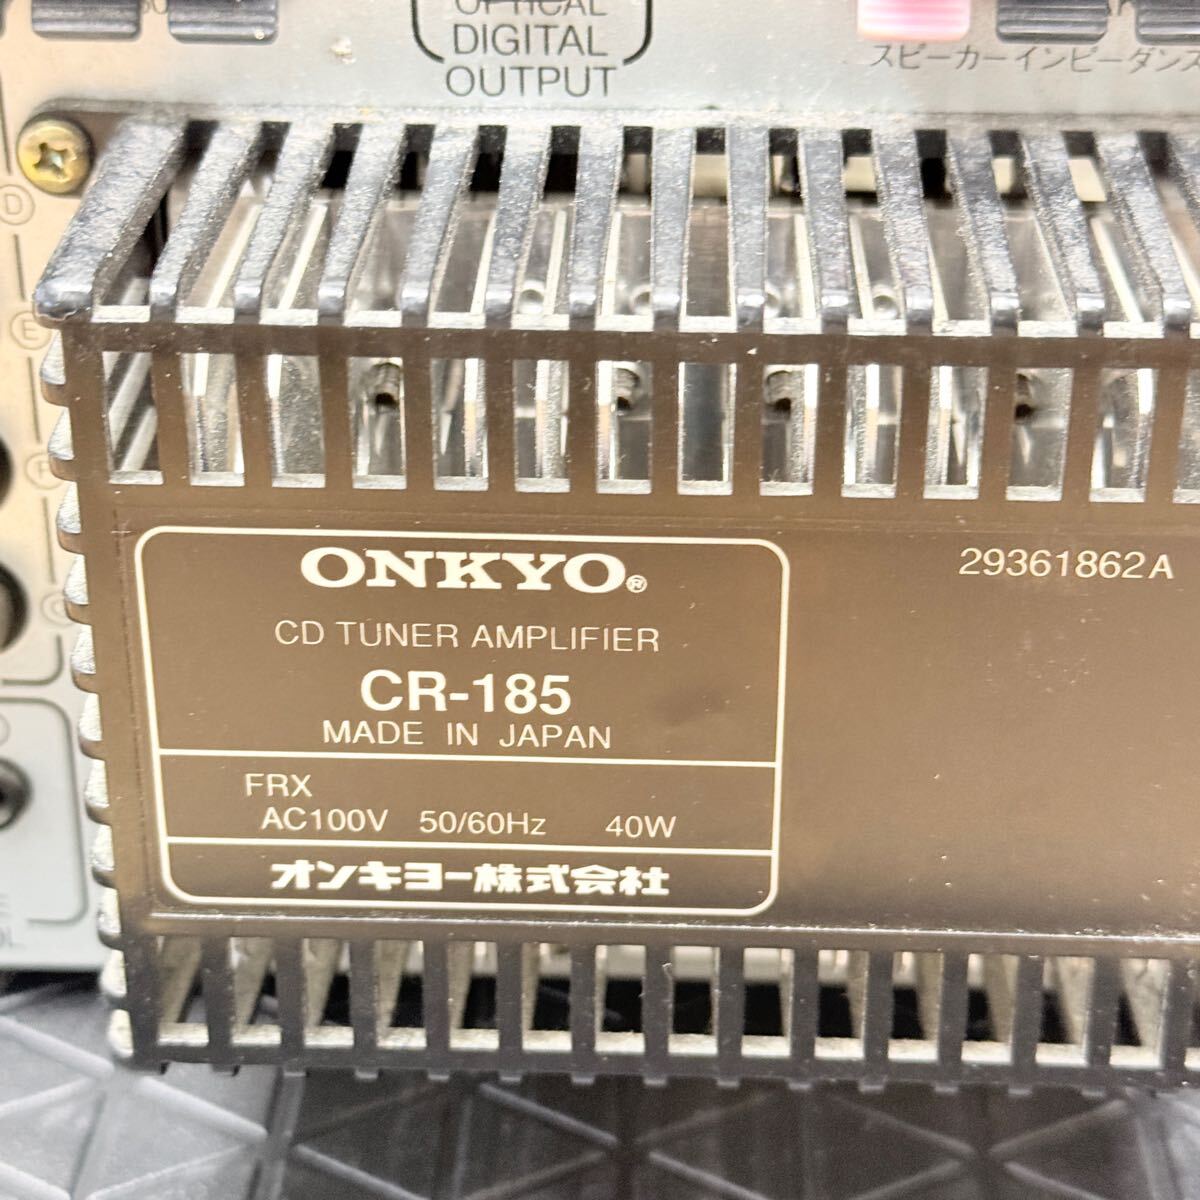 OPTICAL
DIGITAL
OUTPUT
スピーカーインピーダンス
D
E
F
G
ONKYO®
CD TUNER AMPLIFIER
CR-185
MADE IN JAPAN
FRX
AC100V 50/60Hz 40W
オンキヨー株式会社
29361862A